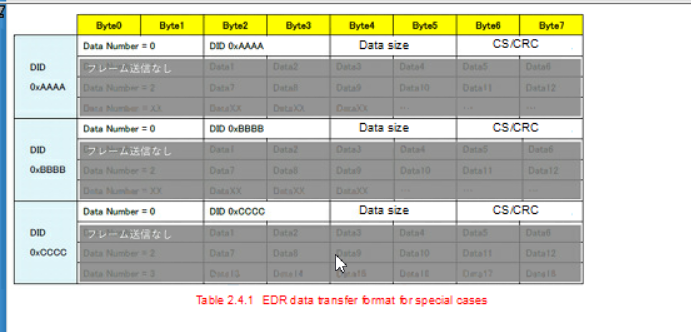 Byte0 Byte1 Byte2 Byte3 Byte4 Byte5 Byte6 Byte7
DID 0xAAAA
Data Number = 0 DID 0xAAAA Data size CS/CRC
フレーム送信なし Data1 Data2 Data3 Data4 Data5 Data6
Data Number = 2 Data7 Data8 Data9 Data10 Data11 Data12
Data Number = XX DataXX DataXX DataXX ... ... ...
DID 0xBBBB
Data Number = 0 DID 0xBBBB Data size CS/CRC
フレーム送信なし Data1 Data2 Data3 Data4 Data5 Data6
Data Number = 2 Data7 Data8 Data9 Data10 Data11 Data12
Data Number = XX DataXX DataXX DataXX ... ... ...
DID 0xCCCC
Data Number = 0 DID 0xCCCC Data size CS/CRC
フレーム送信なし Data1 Data2 Data3 Data4 Data5 Data6
Data Number = 2 Data7 Data8 Data9 Data10 Data11 Data12
Data Number = 3 Data14 Data17
Table 2.4.1 EDR data transfer format for special cases